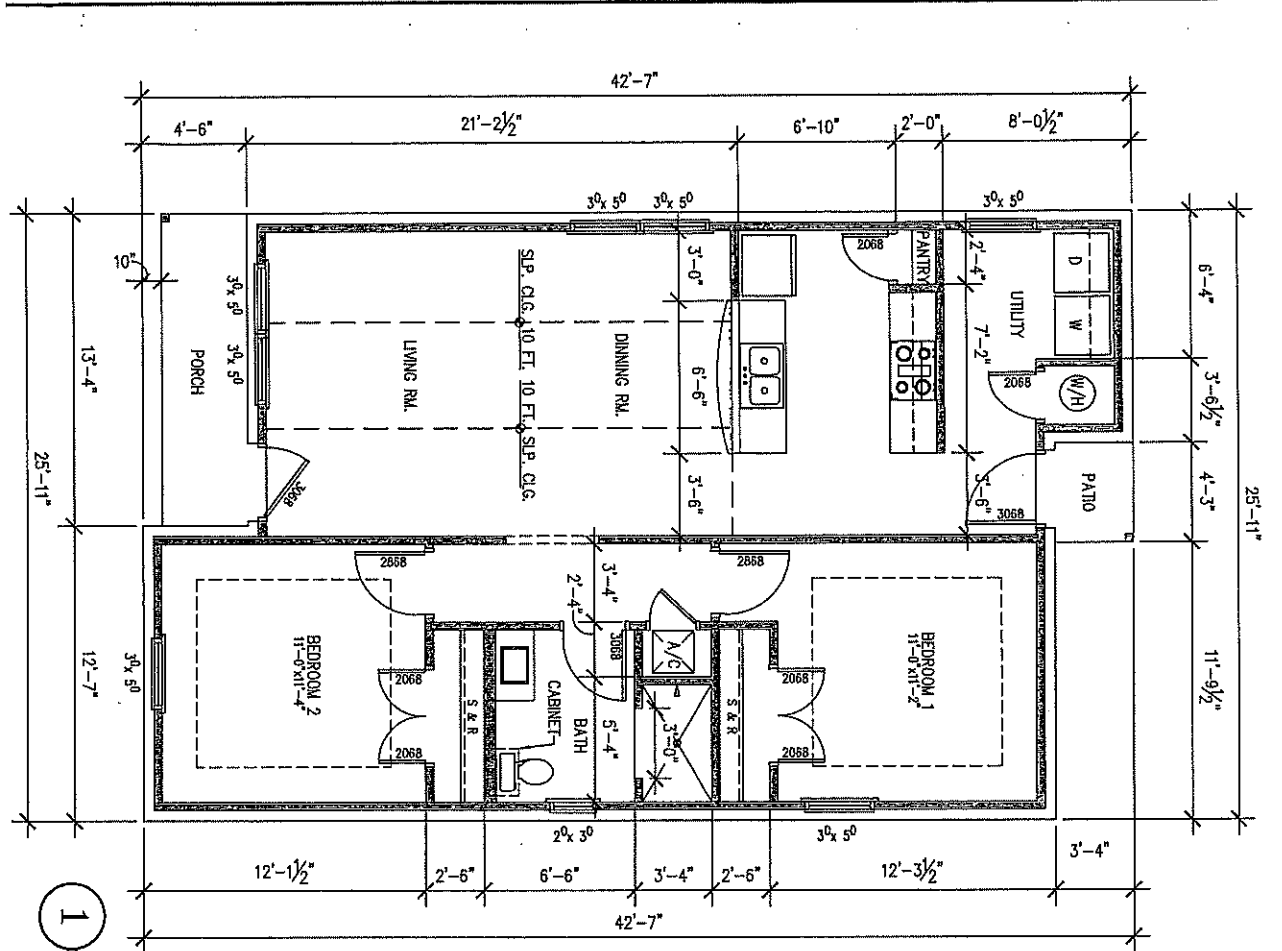 42'-7"
4'-6"
21'-2½"
6'-10"
2'-0"
8'-0½"
3⁰x 5⁰
3⁰x 5⁰
3⁰x 5⁰
10"
3⁰x 5⁰
3⁰x 5⁰
PORCH
LIVING RM.
SLP. CLG. 10 FT. 10 FT. SLP. CLG.
DINNING RM.
3'-0"
6'-6"
3'-6"
2068
PANTRY
2'-4"
7'-2"
3'-6"
UTILITY
D
W
W/H
2068
3068
PATIO
3068
6'-4"
3'-6½"
4'-3"
11'-9½"
25'-11"
13'-4"
12'-7"
25'-11"
2868
2868
3'-4"
2'-4"
3068
A/C
BEDROOM 2
11'-0"x11'-4"
BEDROOM 1
11'-0"x11'-2"
2068
2068
S & R
CABINET
BATH
5'-4"
3'-0"
S & R
2068
2068
3⁰x 5⁰
2⁰x 3⁰
3⁰x 5⁰
12'-1½"
2'-6"
6'-6"
3'-4"
2'-6"
12'-3½"
3'-4"
42'-7"
1